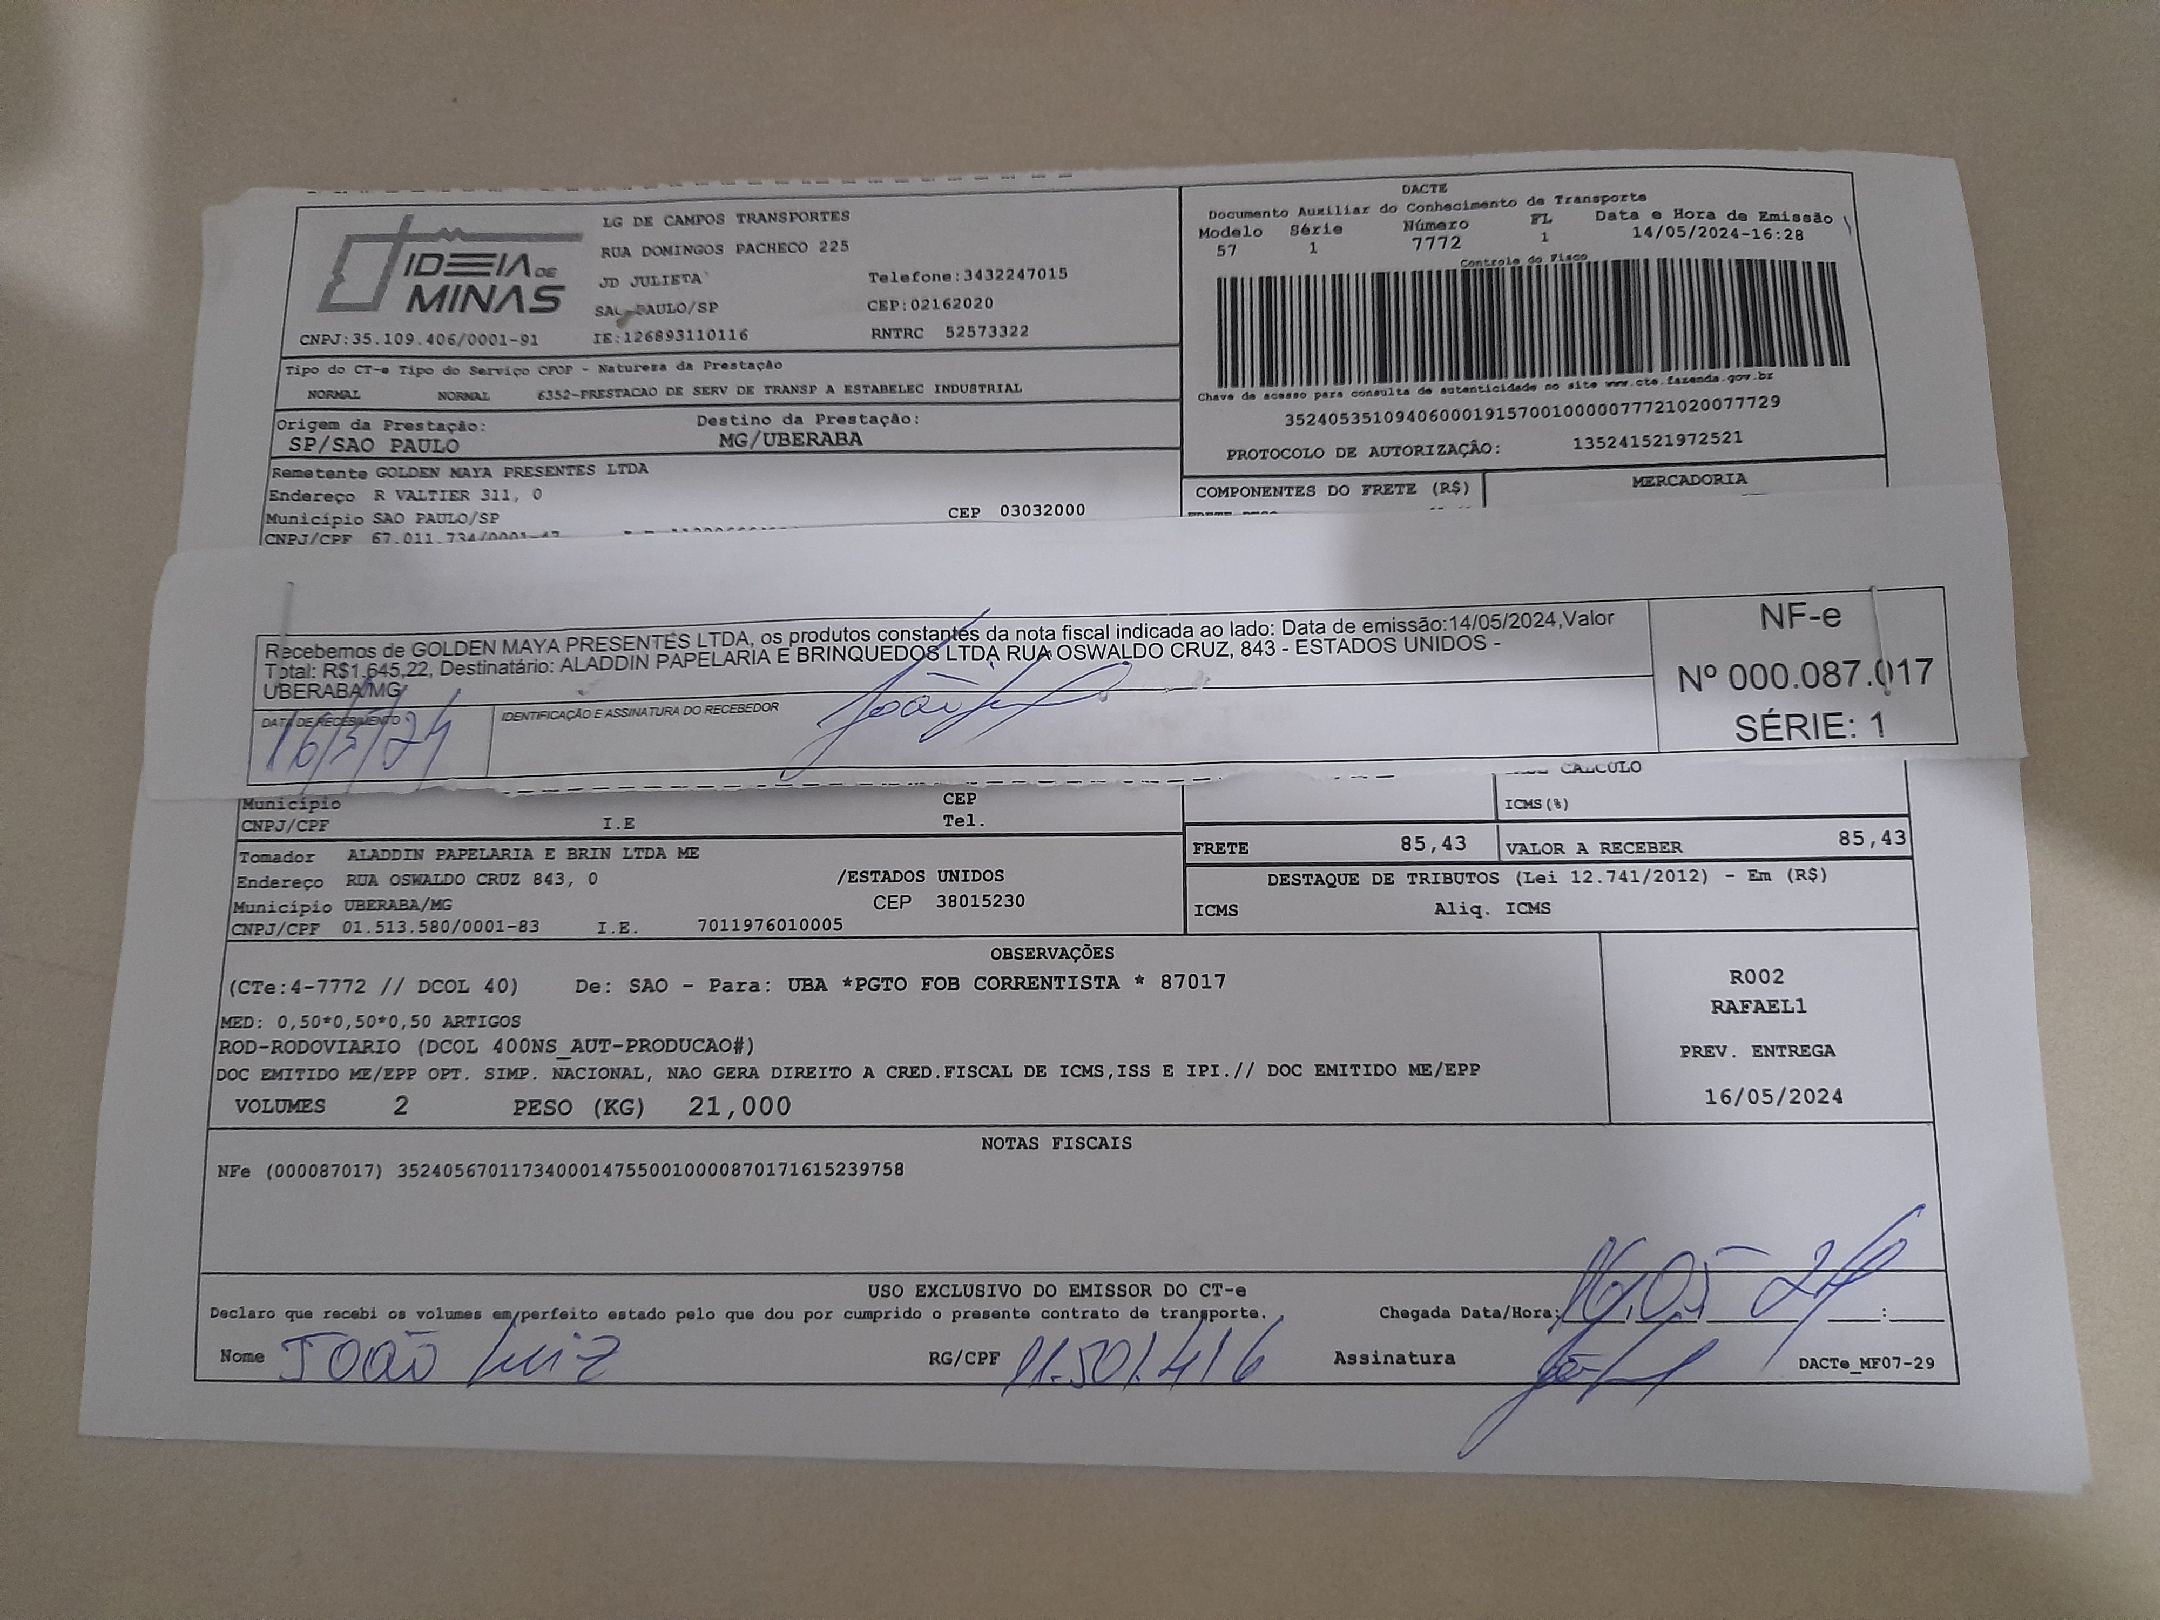 IDEIA DE MINAS
LG DE CAMPOS TRANSPORTES
RUA DOMINGOS PACHECO 225
JD JULIETA Telefone:3432247015
SAO PAULO/SP CEP:02162020
CNPJ:35.109.406/0001-91 IE:126893110116 RNTRC 52573322
Tipo do CT-e Tipo do Serviço CFOP - Natureza da Prestação
NORMAL NORMAL 6352-PRESTACAO DE SERV DE TRANSP A ESTABELEC INDUSTRIAL
Origem da Prestação: Destino da Prestação:
SP/SAO PAULO MG/UBERABA
Remetente GOLDEN MAYA PRESENTES LTDA
Endereço R VALTIER 311, 0
Município SAO PAULO/SP CEP 03032000
CNPJ/CPF 67.011.734/0001-47
DACTE
Documento Auxiliar do Conhecimento de Transporte
Modelo Série Número FL Data e Hora de Emissão
57 1 7772 1 14/05/2024-16:28
Controle do Fisco
Chave de acesso para consulta de autenticidade no site www.cte.fazenda.gov.br
35240535109406000191570010000077721020077729
PROTOCOLO DE AUTORIZAÇÂO: 135241521972521
COMPONENTES DO FRETE (R$) MERCADORIA
FRETE PESO
Recebemos de GOLDEN MAYA PRESENTES LTDA, os produtos constantes da nota fiscal indicada ao lado: Data de emissão:14/05/2024,Valor
Total: R$1.645,22, Destinatário: ALADDIN PAPELARIA E BRINQUEDOS LTDA RUA OSWALDO CRUZ, 843 - ESTADOS UNIDOS -
UBERABA/MG
DATA DE RECEBIMENTO IDENTIFICAÇÃO E ASSINATURA DO RECEBEDOR
16/5/24
NF-e
Nº 000.087.017
SÉRIE: 1
Município CEP
CNPJ/CPF I.E Tel.
CALCULO
ICMS(%)
FRETE 85,43 VALOR A RECEBER 85,43
Tomador ALADDIN PAPELARIA E BRIN LTDA ME
Endereço RUA OSWALDO CRUZ 843, 0 /ESTADOS UNIDOS
Município UBERABA/MG CEP 38015230
CNPJ/CPF 01.513.580/0001-83 I.E. 7011976010005
DESTAQUE DE TRIBUTOS (Lei 12.741/2012) - Em (R$)
ICMS Aliq. ICMS
OBSERVAÇÕES
(CTe:4-7772 // DCOL 40) De: SAO - Para: UBA *PGTO FOB CORRENTISTA * 87017
MED: 0,50*0,50*0,50 ARTIGOS
ROD-RODOVIARIO (DCOL 400NS_AUT-PRODUCAO#)
DOC EMITIDO ME/EPP OPT. SIMP. NACIONAL, NAO GERA DIREITO A CRED.FISCAL DE ICMS,ISS E IPI.// DOC EMITIDO ME/EPP
VOLUMES 2 PESO (KG) 21,000
R002
RAFAEL1
PREV. ENTREGA
16/05/2024
NOTAS FISCAIS
NFe (000087017) 35240567011734000147550010000870171615239758
USO EXCLUSIVO DO EMISSOR DO CT-e
Declaro que recebi os volumes em perfeito estado pelo que dou por cumprido o presente contrato de transporte. Chegada Data/Hora: 16,05 24 :
Nome João Luiz RG/CPF 11.501.416 Assinatura DACTe_MF07-29